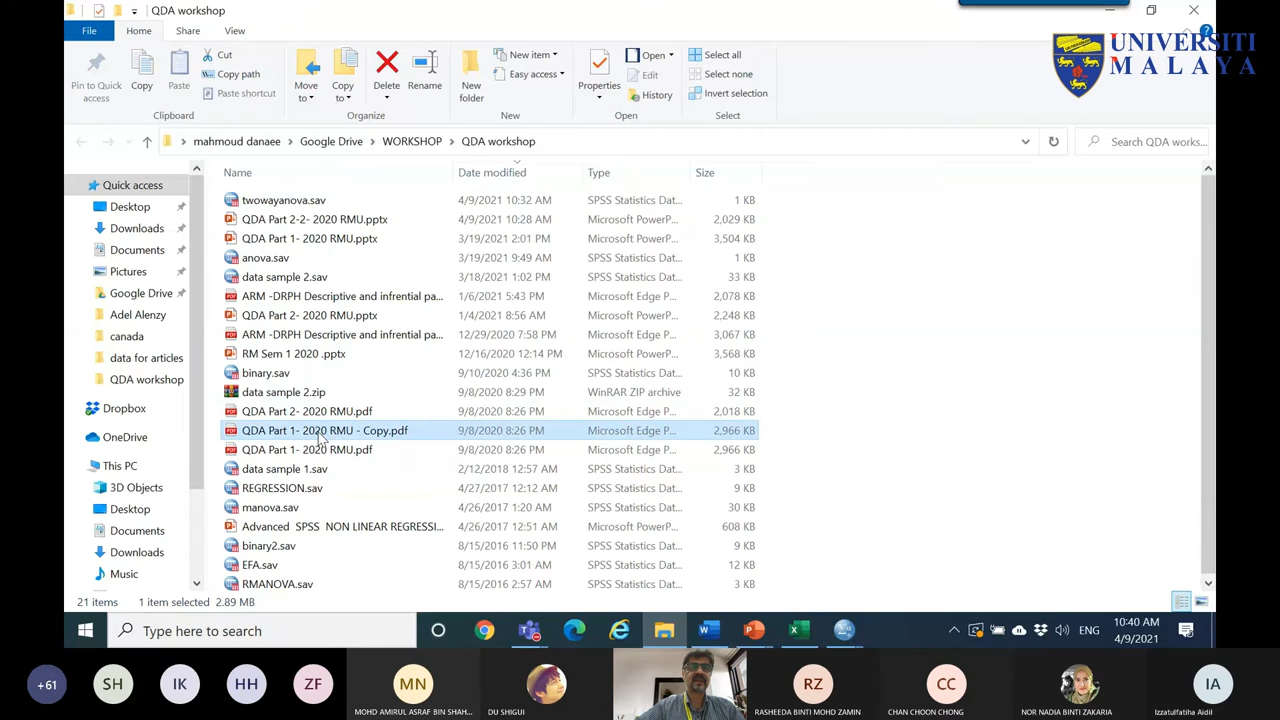 QDA workshop
File
Home
Share
View
Pin to Quick access
Copy
Paste
Cut
Copy path
Paste shortcut
Clipboard
Move to
Copy to
Delete
Rename
Organize
New folder
New item
Easy access
New
Properties
Open
Edit
History
Open
Select all
Select none
Invert selection
Select
UNIVERSITI
MALAYA
mahmoud danaee
Google Drive
WORKSHOP
QDA workshop
Search QDA works...
Quick access
Desktop
Downloads
Documents
Pictures
Google Drive
Adel Alenzy
canada
data for articles
QDA workshop
Dropbox
OneDrive
This PC
3D Objects
Desktop
Documents
Downloads
Music
Name Date modified Type Size
twowayanova.sav 4/9/2021 10:32 AM SPSS Statistics Dat... 1 KB
QDA Part 2-2- 2020 RMU.pptx 4/9/2021 10:28 AM Microsoft PowerP... 2,029 KB
QDA Part 1- 2020 RMU.pptx 3/19/2021 2:01 PM Microsoft PowerP... 3,504 KB
anova.sav 3/19/2021 9:49 AM SPSS Statistics Dat... 1 KB
data sample 2.sav 3/18/2021 1:02 PM SPSS Statistics Dat... 33 KB
ARM -DRPH Descriptive and infrential pa... 1/6/2021 5:43 PM Microsoft Edge P... 2,078 KB
QDA Part 2- 2020 RMU.pptx 1/4/2021 8:56 AM Microsoft PowerP... 2,248 KB
ARM -DRPH Descriptive and infrential pa... 12/29/2020 7:58 PM Microsoft Edge P... 3,067 KB
RM Sem 1 2020 .pptx 12/16/2020 12:14 PM Microsoft PowerP... 3,568 KB
binary.sav 9/10/2020 4:36 PM SPSS Statistics Dat... 10 KB
data sample 2.zip 9/8/2020 8:29 PM WinRAR ZIP archive 32 KB
QDA Part 2- 2020 RMU.pdf 9/8/2020 8:26 PM Microsoft Edge P... 2,018 KB
QDA Part 1- 2020 RMU - Copy.pdf 9/8/2020 8:26 PM Microsoft Edge P... 2,966 KB
QDA Part 1- 2020 RMU.pdf 9/8/2020 8:26 PM Microsoft Edge P... 2,966 KB
data sample 1.sav 2/12/2018 12:57 AM SPSS Statistics Dat... 3 KB
REGRESSION.sav 4/27/2017 12:12 AM SPSS Statistics Dat... 9 KB
manova.sav 4/26/2017 1:20 AM SPSS Statistics Dat... 30 KB
Advanced SPSS NON LINEAR REGRESSI... 4/26/2017 12:51 AM Microsoft PowerP... 608 KB
binary2.sav 8/15/2016 11:50 PM SPSS Statistics Dat... 9 KB
EFA.sav 8/15/2016 3:01 AM SPSS Statistics Dat... 12 KB
RMANOVA.sav 8/15/2016 2:57 AM SPSS Statistics Dat... 3 KB
21 items 1 item selected 2.89 MB
Type here to search
ENG
10:40 AM
4/9/2021
+61
SH
IK
HH
ZF
MN
RZ
CC
IA
MOHD AMIRUL ASRAF BIN SHAH...
DU SHIGUI
RASHEEDA BINTI MOHD ZAMIN
CHAN CHOON CHONG
NOR NADIA BINTI ZAKARIA
Izzatulfatiha Aidil